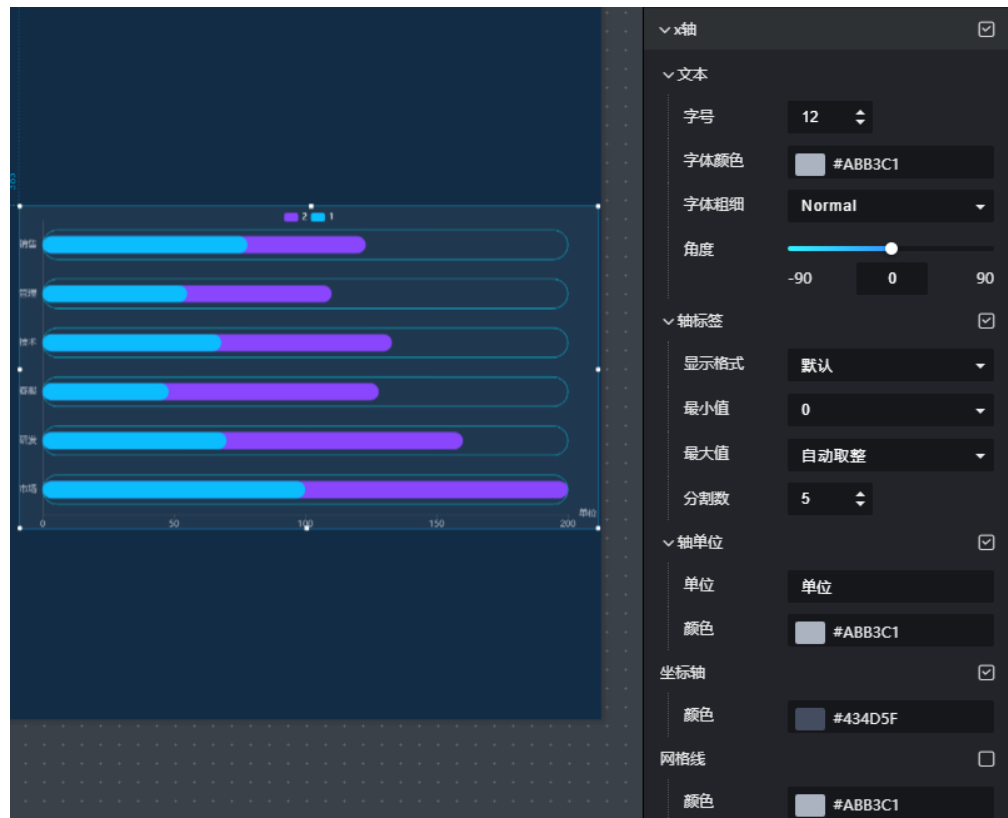 385
2 1
销售
管理
技术
客服
研发
市场
单位
0 50 100 150 200
x轴
文本
字号 12
字体颜色 #ABB3C1
字体粗细 Normal
角度
-90 0 90
轴标签
显示格式 默认
最小值 0
最大值 自动取整
分割数 5
轴单位
单位 单位
颜色 #ABB3C1
坐标轴
颜色 #434D5F
网格线
颜色 #ABB3C1